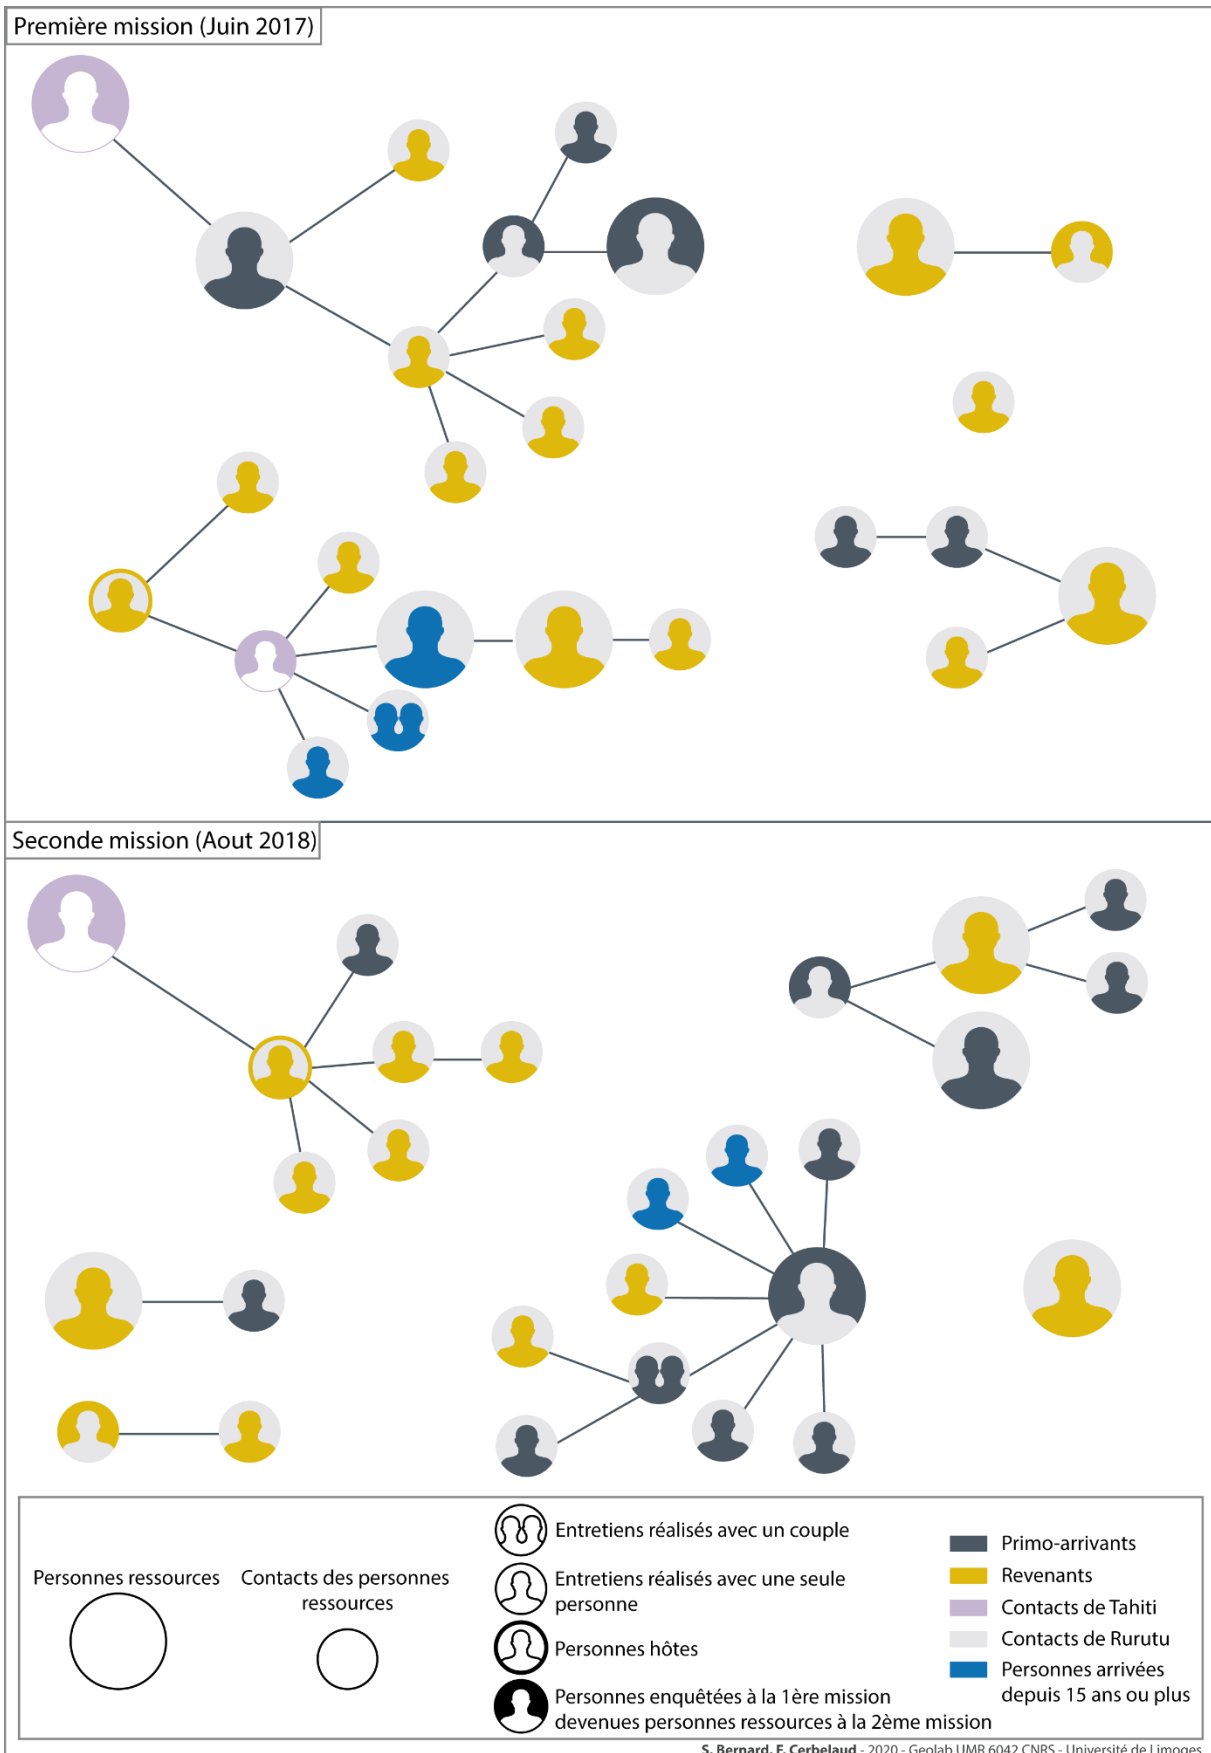 Première mission (Juin 2017)
Seconde mission (Aout 2018)
Personnes ressources
Contacts des personnes
ressources
Entretiens réalisés avec un couple
Entretiens réalisés avec une seule
personne
Personnes hôtes
Personnes enquêtées à la 1ère mission
devenues personnes ressources à la 2ème mission
Primo-arrivants
Revenants
Contacts de Tahiti
Contacts de Rurutu
Personnes arrivées
depuis 15 ans ou plus
S. Bernard, F. Cerbelaud - 2020 - Geolab UMR 6042 CNRS - Université de Limoges